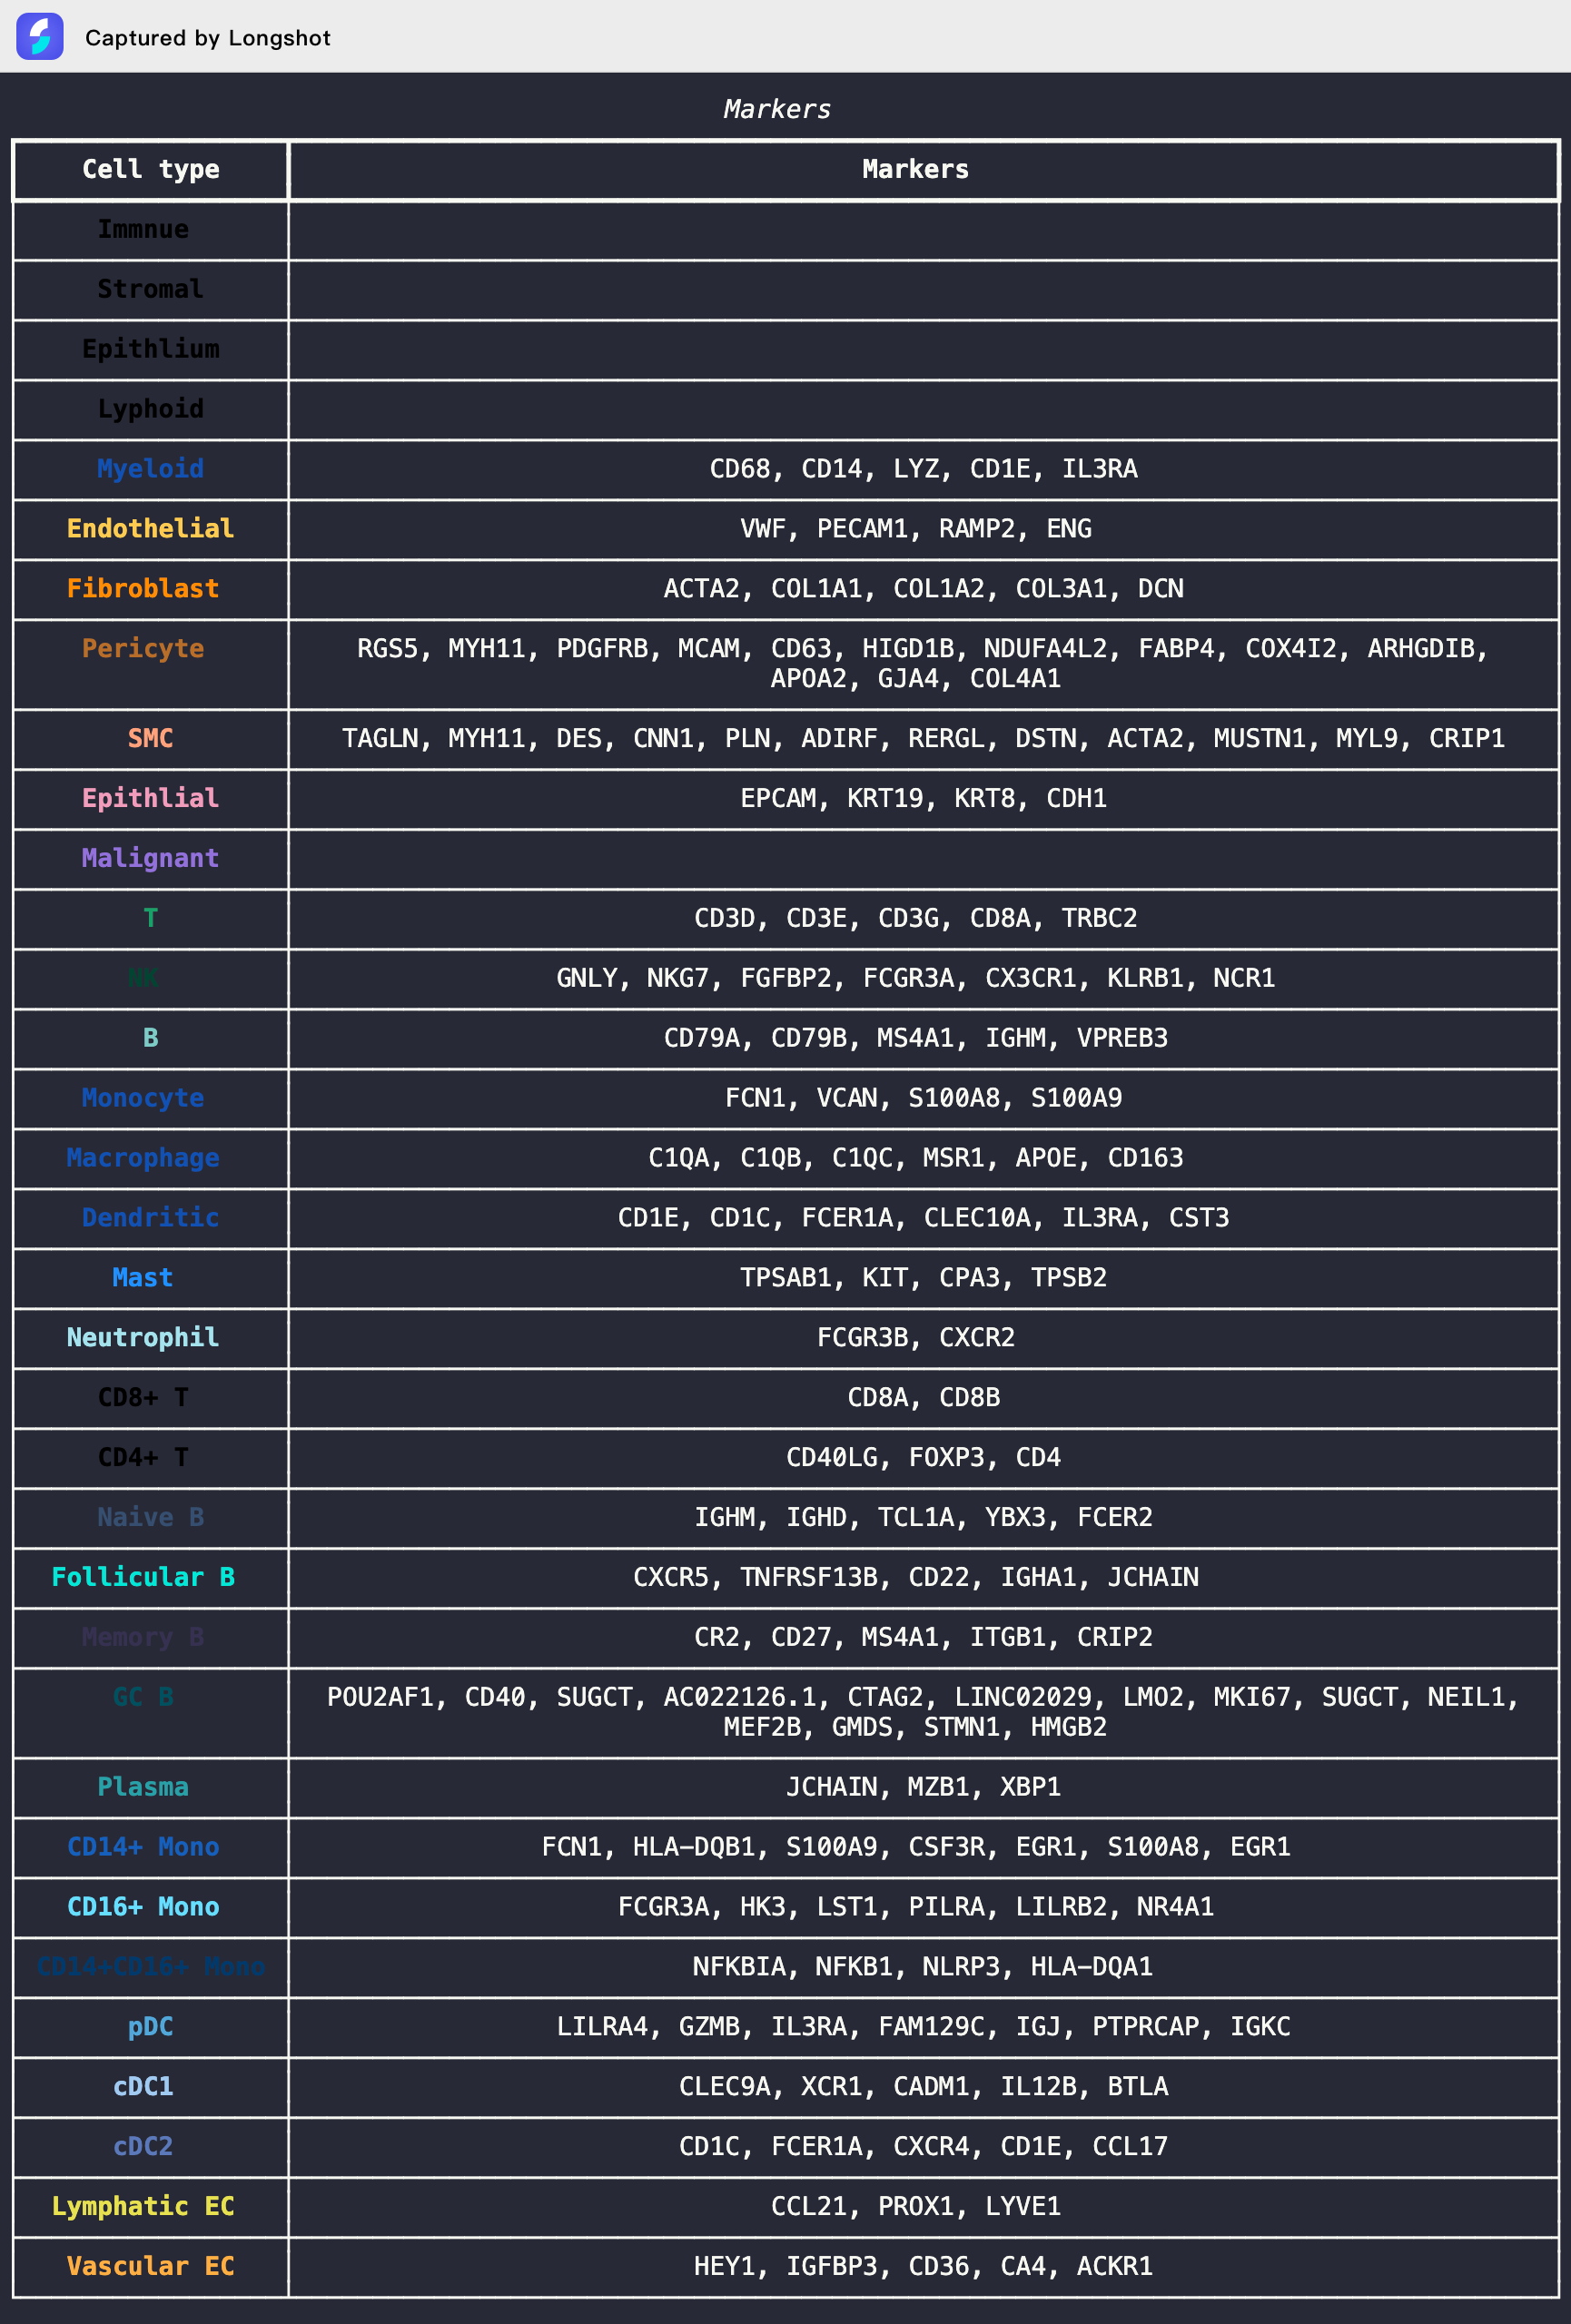 Captured by Longshot
Markers
Cell type Markers
Immnue
Stromal
Epithlium
Lyphoid
Myeloid CD68, CD14, LYZ, CD1E, IL3RA
Endothelial VWF, PECAM1, RAMP2, ENG
Fibroblast ACTA2, COL1A1, COL1A2, COL3A1, DCN
Pericyte RGS5, MYH11, PDGFRB, MCAM, CD63, HIGD1B, NDUFA4L2, FABP4, COX4I2, ARHGDIB,
APOA2, GJA4, COL4A1
SMC TAGLN, MYH11, DES, CNN1, PLN, ADIRF, RERGL, DSTN, ACTA2, MUSTN1, MYL9, CRIP1
Epithlial EPCAM, KRT19, KRT8, CDH1
Malignant
T CD3D, CD3E, CD3G, CD8A, TRBC2
NK GNLY, NKG7, FGFBP2, FCGR3A, CX3CR1, KLRB1, NCR1
B CD79A, CD79B, MS4A1, IGHM, VPREB3
Monocyte FCN1, VCAN, S100A8, S100A9
Macrophage C1QA, C1QB, C1QC, MSR1, APOE, CD163
Dendritic CD1E, CD1C, FCER1A, CLEC10A, IL3RA, CST3
Mast TPSAB1, KIT, CPA3, TPSB2
Neutrophil FCGR3B, CXCR2
CD8+ T CD8A, CD8B
CD4+ T CD40LG, FOXP3, CD4
Naive B IGHM, IGHD, TCL1A, YBX3, FCER2
Follicular B CXCR5, TNFRSF13B, CD22, IGHA1, JCHAIN
Memory B CR2, CD27, MS4A1, ITGB1, CRIP2
GC B POU2AF1, CD40, SUGCT, AC022126.1, CTAG2, LINC02029, LMO2, MKI67, SUGCT, NEIL1,
MEF2B, GMDS, STMN1, HMGB2
Plasma JCHAIN, MZB1, XBP1
CD14+ Mono FCN1, HLA-DQB1, S100A9, CSF3R, EGR1, S100A8, EGR1
CD16+ Mono FCGR3A, HK3, LST1, PILRA, LILRB2, NR4A1
CD14+CD16+ Mono NFKBIA, NFKB1, NLRP3, HLA-DQA1
pDC LILRA4, GZMB, IL3RA, FAM129C, IGJ, PTPRCAP, IGKC
cDC1 CLEC9A, XCR1, CADM1, IL12B, BTLA
cDC2 CD1C, FCER1A, CXCR4, CD1E, CCL17
Lymphatic EC CCL21, PROX1, LYVE1
Vascular EC HEY1, IGFBP3, CD36, CA4, ACKR1